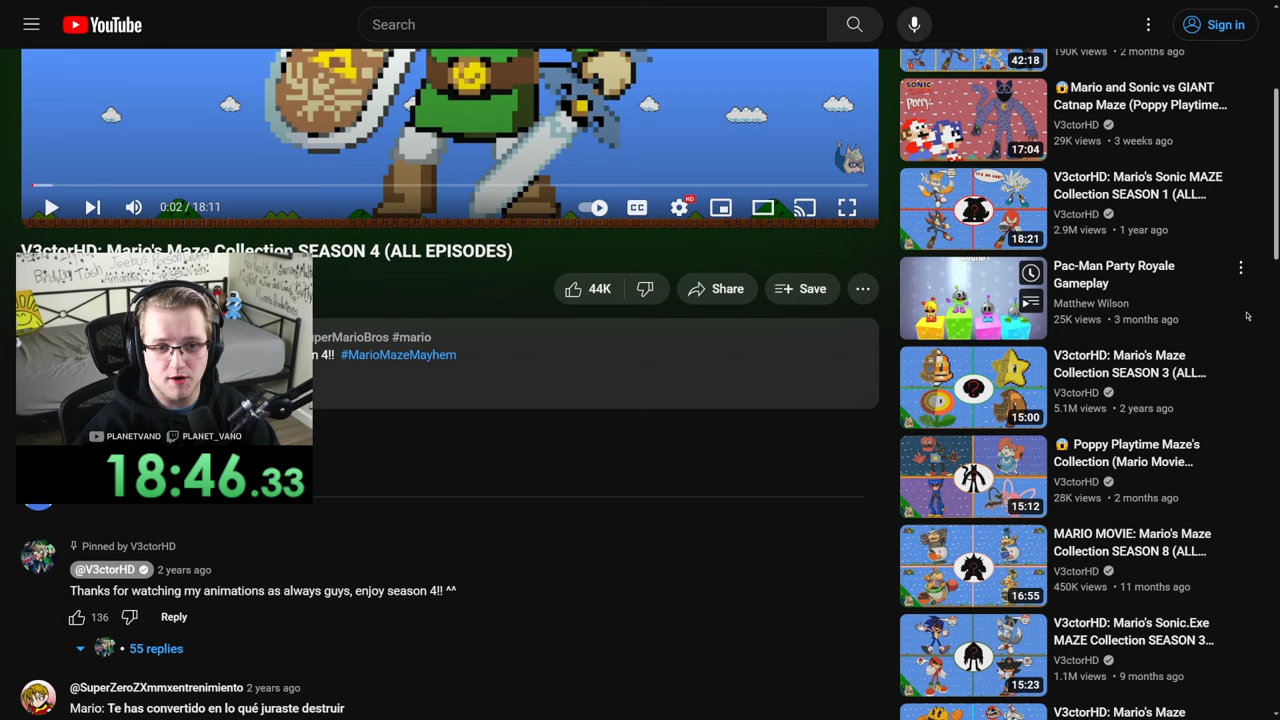 YouTube
Search
Sign in
0:02 / 18:11
CC
HD
V3ctorHD: Mario's Maze Collection SEASON 4 (ALL EPISODES)
44K
Share
Save
#mario
4!! #MarioMazeMayhem
PLANETVANO PLANET_VANO
18:46.33
Pinned by V3ctorHD
@V3ctorHD 2 years ago
Thanks for watching my animations as always guys, enjoy season 4!! ^^
136
Reply
55 replies
@SuperZeroZXmmxentrenimiento 2 years ago
Mario: Te has convertido en lo qué juraste destruir
190K views • 2 months ago
42:18
😱 Mario and Sonic vs GIANT
Catnap Maze (Poppy Playtime...
V3ctorHD
29K views • 3 weeks ago
SONIC
17:04
V3ctorHD: Mario's Sonic MAZE
Collection SEASON 1 (ALL...
V3ctorHD
2.9M views • 1 year ago
18:21
Pac-Man Party Royale
Gameplay
Matthew Wilson
25K views • 3 months ago
V3ctorHD: Mario's Maze
Collection SEASON 3 (ALL...
V3ctorHD
5.1M views • 2 years ago
15:00
😱 Poppy Playtime Maze's
Collection (Mario Movie...
V3ctorHD
28K views • 2 months ago
15:12
MARIO MOVIE: Mario's Maze
Collection SEASON 8 (ALL...
V3ctorHD
450K views • 11 months ago
16:55
V3ctorHD: Mario's Sonic.Exe
MAZE Collection SEASON 3...
V3ctorHD
1.1M views • 9 months ago
15:23
V3ctorHD: Mario's Maze